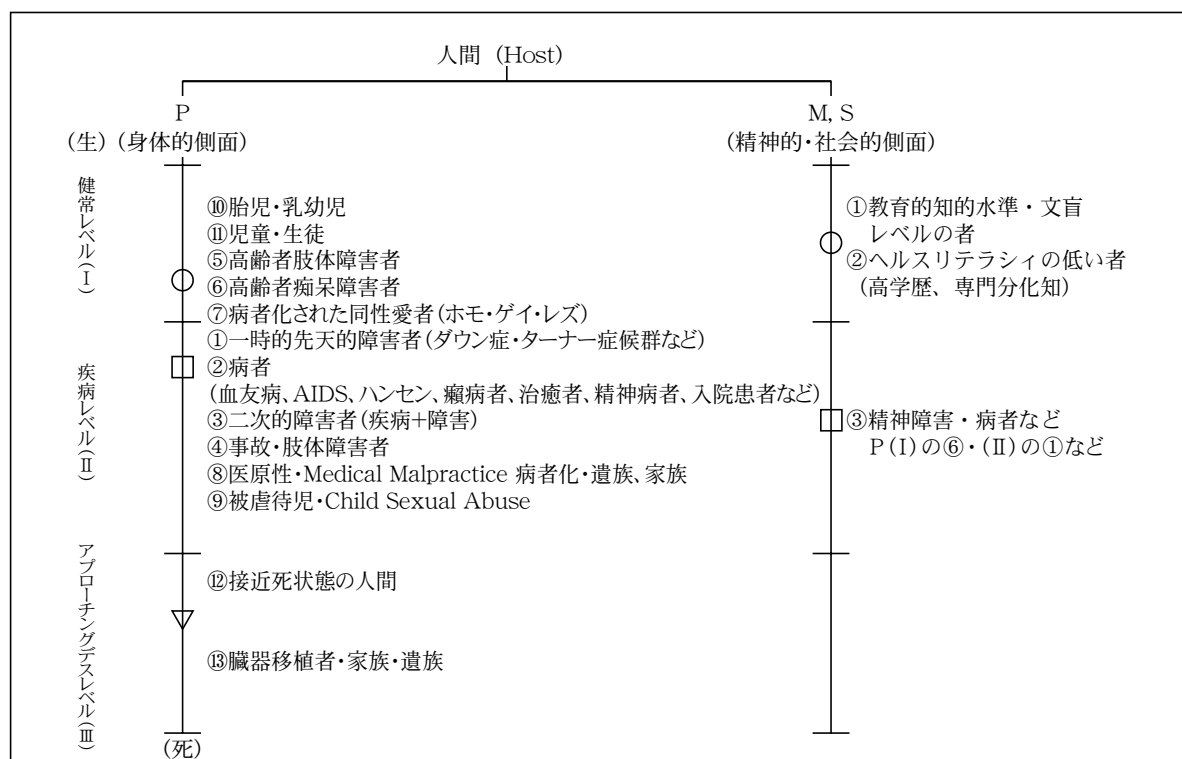 人間 (Host)
P
(生)(身体的側面)
M, S
(精神的・社会的側面)
健常レベル(Ⅰ)
⑩胎児・乳幼児
⑪児童・生徒
⑤高齢者肢体障害者
⑥高齢者痴呆障害者
⑦病者化された同性愛者(ホモ・ゲイ・レズ)
①教育的知的水準・文盲
レベルの者
②ヘルスリテラシィの低い者
(高学歴、専門分化知)
疾病レベル(Ⅱ)
①一時的先天的障害者(ダウン症・ターナー症候群など)
②病者
(血友病、AIDS、ハンセン、癩病者、治癒者、精神病者、入院患者など)
③二次的障害者(疾病+障害)
④事故・肢体障害者
⑧医原性・Medical Malpractice 病者化・遺族、家族
⑨被虐待児・Child Sexual Abuse
③精神障害・病者など
P(I)の⑥・(II)の①など
アプローチングデスレベル(Ⅲ)
⑫接近死状態の人間
⑬臓器移植者・家族・遺族
(死)